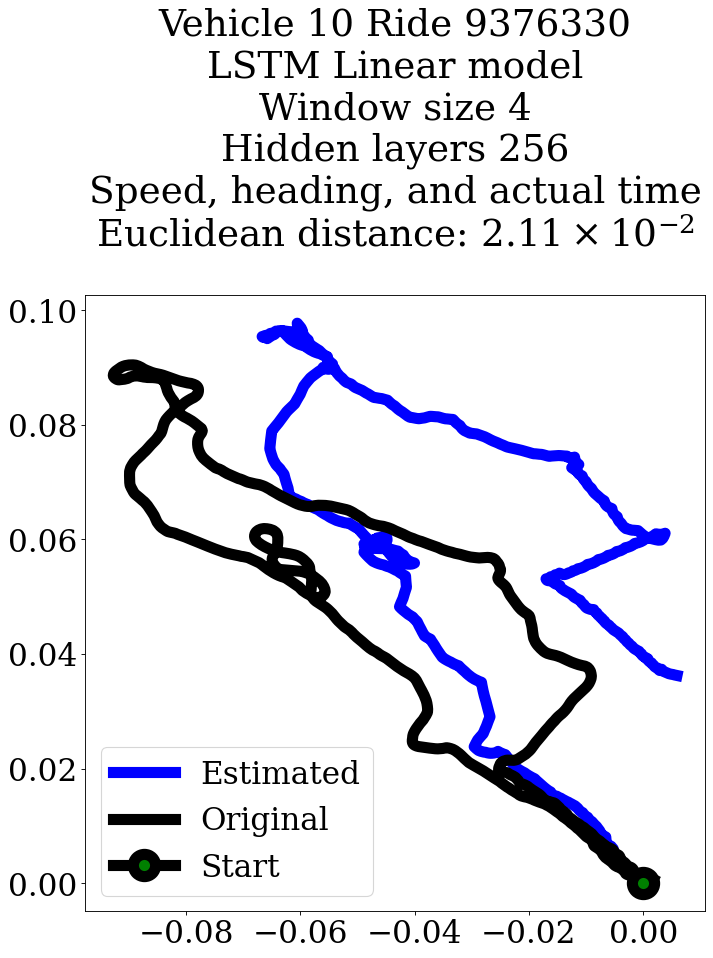 Vehicle 10 Ride 9376330
LSTM Linear model
Window size 4
Hidden layers 256
Speed, heading, and actual time
Euclidean distance: 2.11 × 10⁻²
0.10
0.08
0.06
0.04
0.02
0.00
Estimated
Original
Start
−0.08 −0.06 −0.04 −0.02 0.00